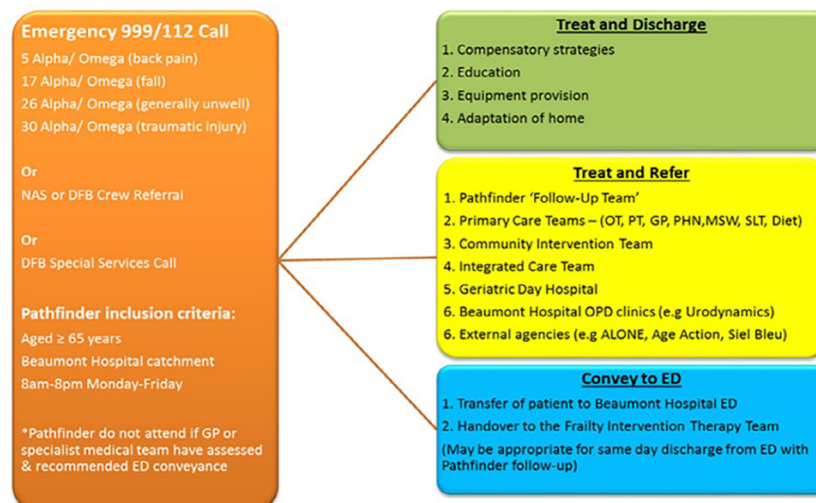 Emergency 999/112 Call
5 Alpha/ Omega (back pain)
17 Alpha/ Omega (fall)
26 Alpha/ Omega (generally unwell)
30 Alpha/ Omega (traumatic injury)
Or
NAS or DFB Crew Referral
Or
DFB Special Services Call
Pathfinder inclusion criteria:
Aged ≥ 65 years
Beaumont Hospital catchment
8am-8pm Monday-Friday
*Pathfinder do not attend if GP or
specialist medical team have assessed
& recommended ED conveyance
Treat and Discharge
1. Compensatory strategies
2. Education
3. Equipment provision
4. Adaptation of home
Treat and Refer
1. Pathfinder ‘Follow-Up Team’
2. Primary Care Teams – (OT, PT, GP, PHN,MSW, SLT, Diet)
3. Community Intervention Team
4. Integrated Care Team
5. Geriatric Day Hospital
6. Beaumont Hospital OPD clinics (e.g Urodynamics)
6. External agencies (e.g ALONE, Age Action, Siel Bleu)
Convey to ED
1. Transfer of patient to Beaumont Hospital ED
2. Handover to the Frailty Intervention Therapy Team
(May be appropriate for same day discharge from ED with
Pathfinder follow-up)